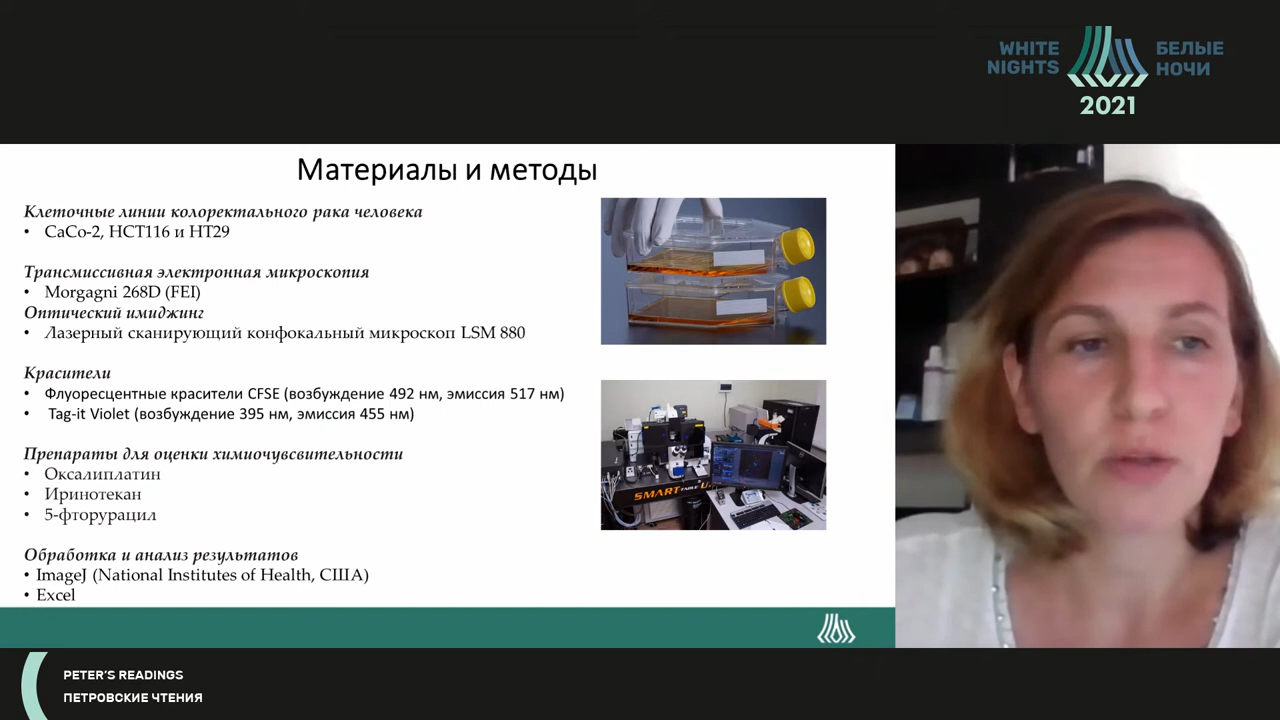 WHITE NIGHTS
БЕЛЫЕ НОЧИ
2021
Материалы и методы
Клеточные линии колоректального рака человека
• CaCo-2, HCT116 и HT29
Трансмиссивная электронная микроскопия
• Morgagni 268D (FEI)
Оптический имиджинг
• Лазерный сканирующий конфокальный микроскоп LSM 880
Красители
• Флуоресцентные красители CFSE (возбуждение 492 нм, эмиссия 517 нм)
• Tag-it Violet (возбуждение 395 нм, эмиссия 455 нм)
Препараты для оценки химиочувсвительности
• Оксалиплатин
• Иринотекан
• 5-фторурацил
Обработка и анализ результатов
• ImageJ (National Institutes of Health, США)
• Excel
SMART TABLE
PETER'S READINGS
ПЕТРОВСКИЕ ЧТЕНИЯ